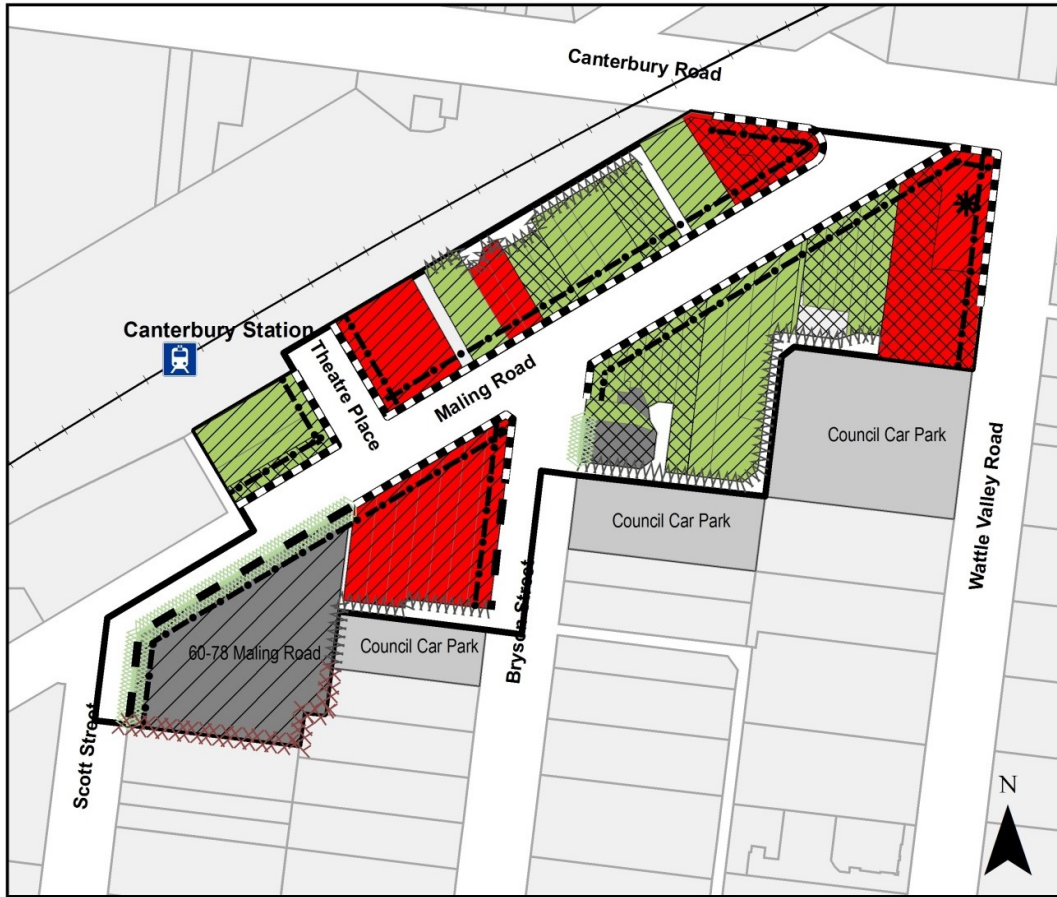 Canterbury Road
Canterbury Station
Theatre Place
Maling Road
Council Car Park
Council Car Park
Wattle Valley Road
Bryson Street
60-78 Maling Road
Council Car Park
Scott Street
N